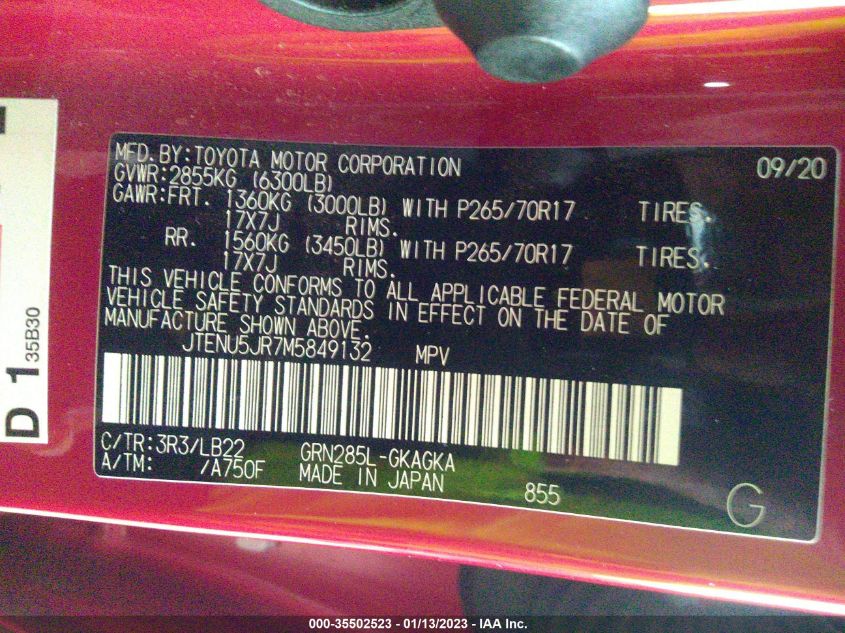 MFD. BY: TOYOTA MOTOR CORPORATION 09/20
GVWR: 2855KG (6300LB)
GAWR: FRT. 1360KG (3000LB) WITH P265/70R17 TIRES.
17X7J RIMS.
RR. 1560KG (3450LB) WITH P265/70R17 TIRES.
17X7J RIMS.
THIS VEHICLE CONFORMS TO ALL APPLICABLE FEDERAL MOTOR
VEHICLE SAFETY STANDARDS IN EFFECT ON THE DATE OF
MANUFACTURE SHOWN ABOVE.
JTENU5JR7M5849132 MPV
C/TR: 3R3/LB22 GRN285L-GKAGKA
A/TM: /A750F MADE IN JAPAN 855
G
D 1 35B30
000-35502523 - 01/13/2023 - IAA Inc.